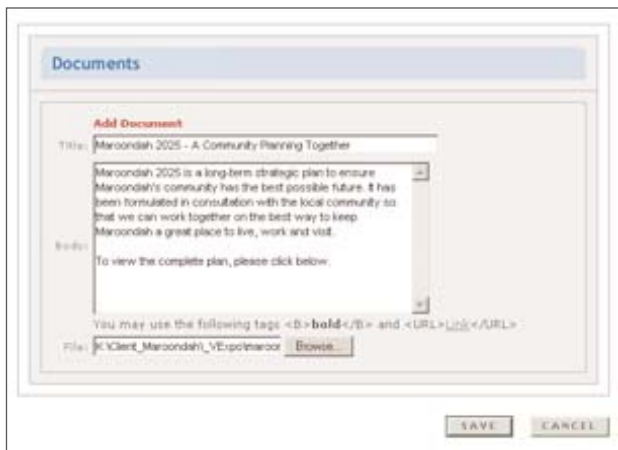 Documents
Add Document
Title: Maroondah 2025 - A Community Planning Together
Maroondah 2025 is a long-term strategic plan to ensure
Maroondah's community has the best possible future. It has
been formulated in consultation with the local community so
that we can work together on the best way to keep
Maroondah a great place to live, work and visit.
Body:
To view the complete plan, please click below.
You may use the following tags <B>bold</B> and <URL>Link</URL>
File: K:\Client_Maroondah\_VExpo\maroor Browse...
SAVE CANCEL